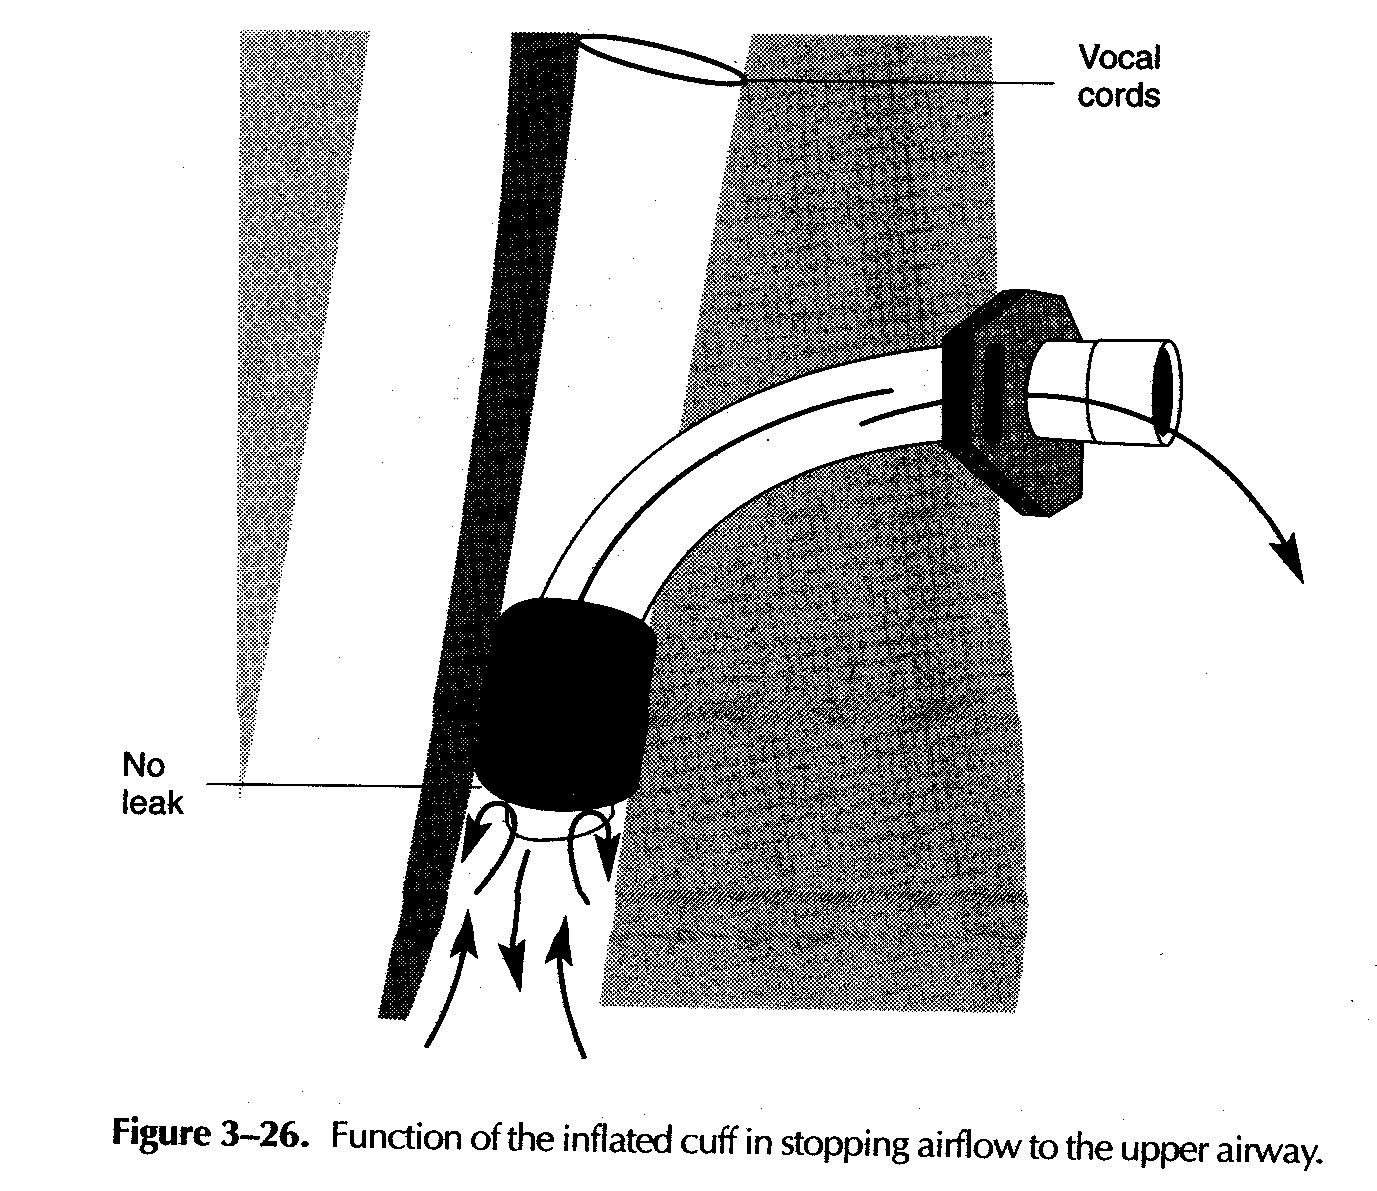 Vocal
cords
No
leak
Figure 3–26. Function of the inflated cuff in stopping airflow to the upper airway.